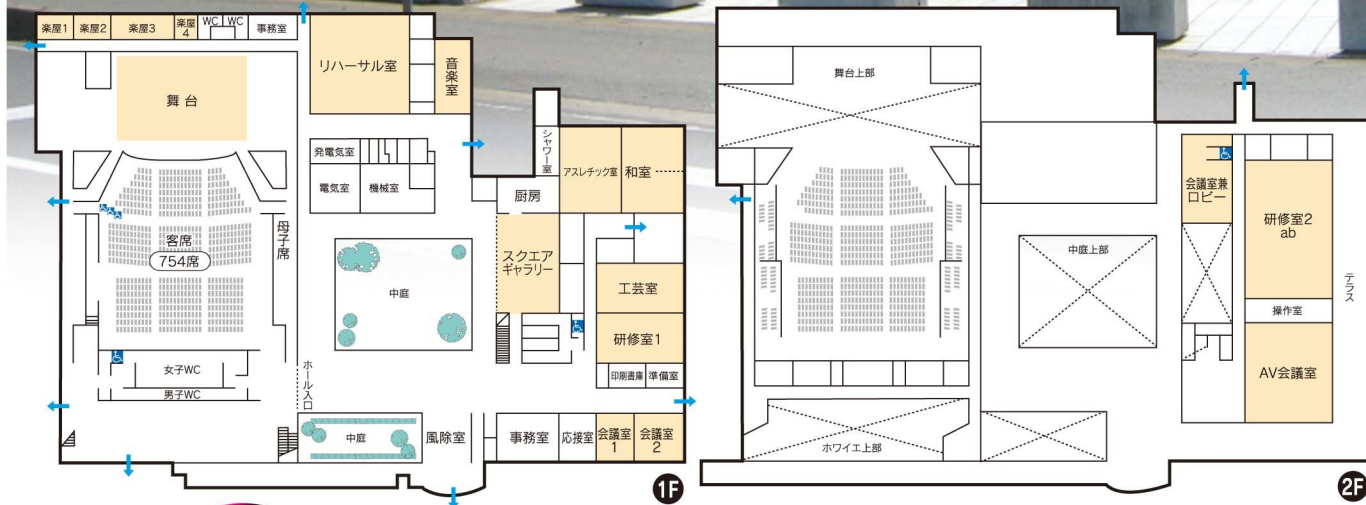 楽屋1
楽屋2
楽屋3
楽屋
4
WC
WC
事務室
リハーサル室
音楽室
舞台
発電気室
電気室
機械室
シャワー室
アスレチック室
和室
厨房
客席
754席
母子席
スクエア
ギャラリー
中庭
工芸室
研修室1
印刷書庫
準備室
女子WC
男子WC
ホール入口
中庭
風除室
事務室
応接室
会議室
1
会議室
2
1F
舞台上部
会議室兼
ロビー
研修室2
ab
中庭上部
テラス
操作室
AV会議室
ホワイエ上部
2F